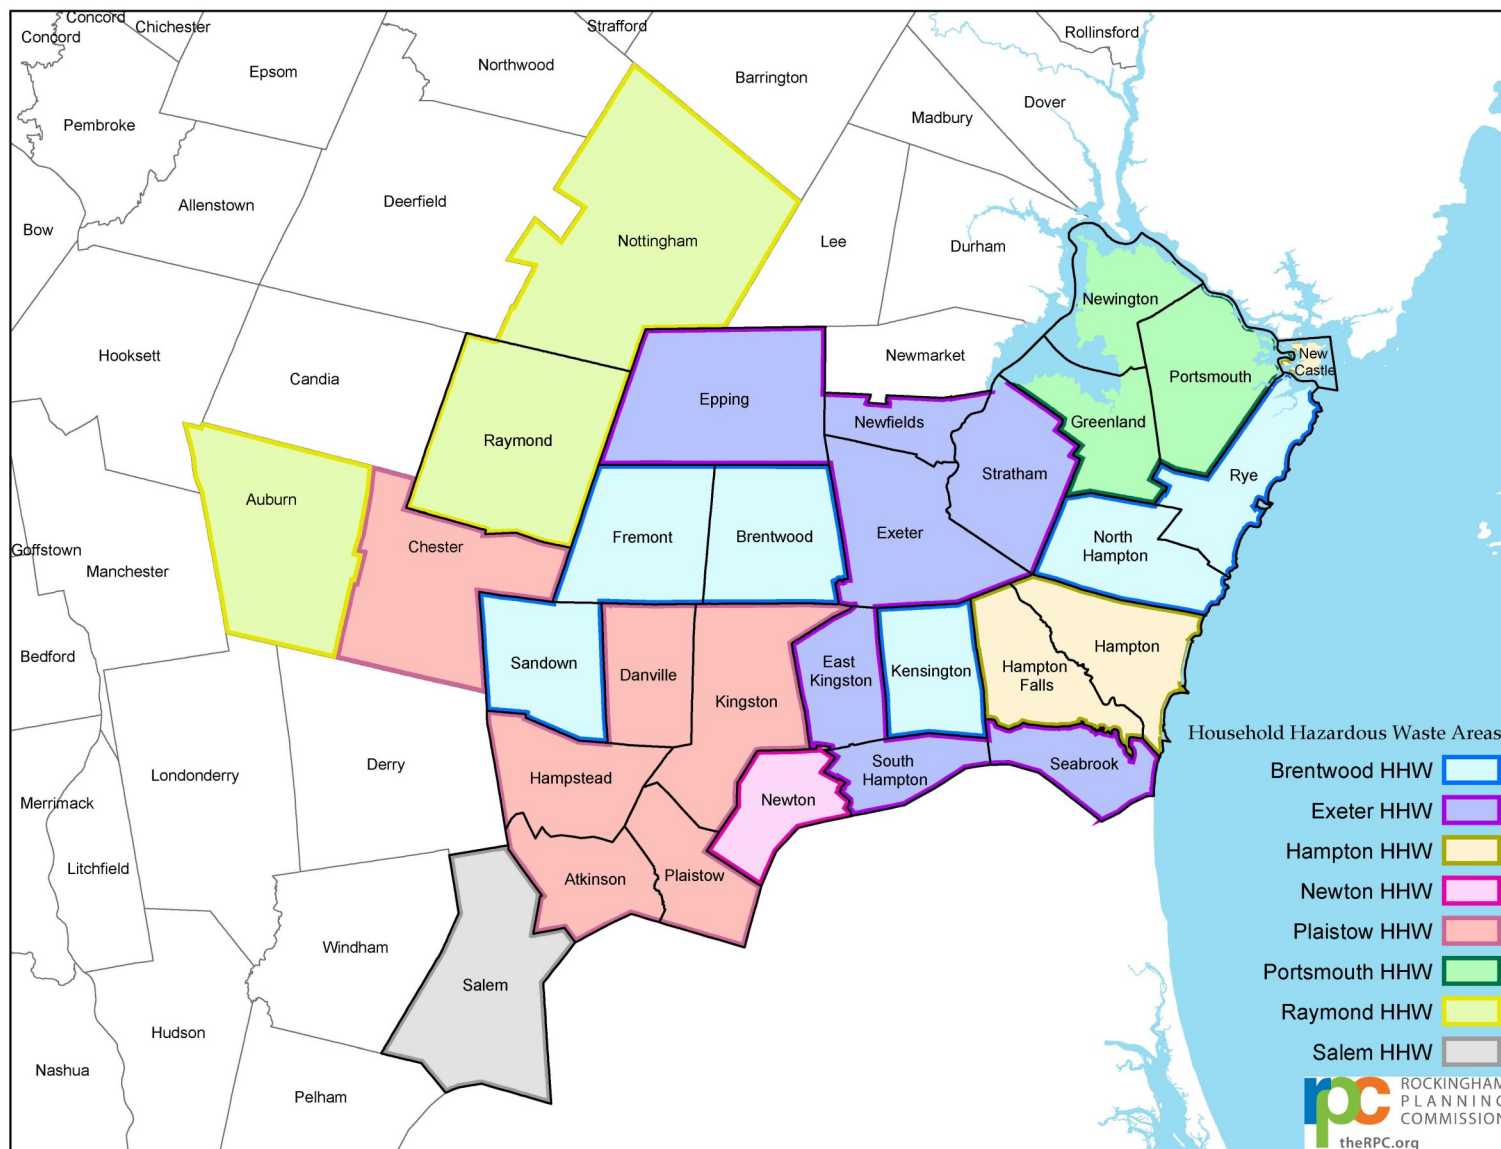 Concord
Concord
Chichester
Strafford
Rollinsford
Epsom
Northwood
Barrington
Dover
Madbury
Pembroke
Allenstown
Deerfield
Bow
Nottingham
Lee
Durham
Newington
Hooksett
Candia
Newmarket
New
Castle
Portsmouth
Epping
Newfields
Greenland
Raymond
Stratham
Rye
Auburn
Chester
Fremont
Brentwood
Exeter
North
Hampton
Goffstown
Manchester
Bedford
Sandown
Danville
Kingston
East
Kingston
Kensington
Hampton
Falls
Hampton
Londonderry
Derry
Hampstead
Newton
South
Hampton
Seabrook
Merrimack
Litchfield
Atkinson
Plaistow
Windham
Salem
Hudson
Nashua
Pelham
Household Hazardous Waste Areas
Brentwood HHW
Exeter HHW
Hampton HHW
Newton HHW
Plaistow HHW
Portsmouth HHW
Raymond HHW
Salem HHW
rpc
ROCKINGHAM
PLANNING
COMMISSION
theRPC.org